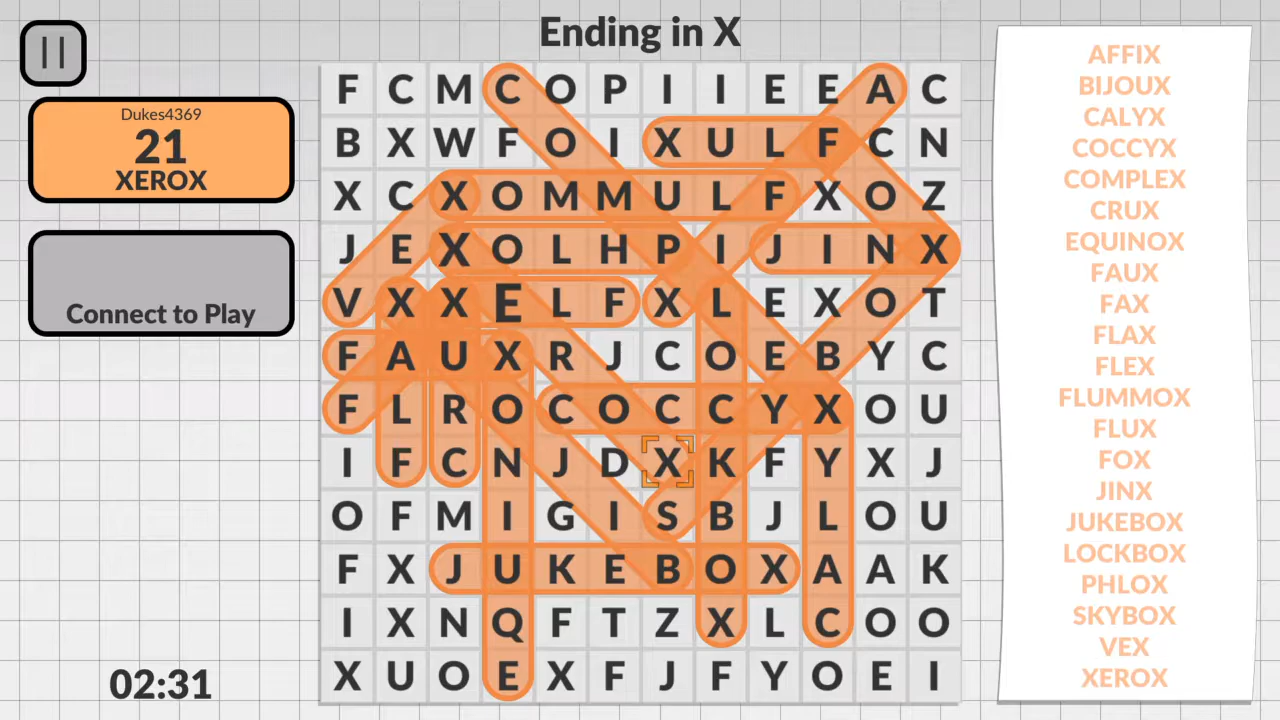 Ending in X
Dukes4369
21
XEROX
Connect to Play
02:31
F C M C O P I I E E A C
B X W F O I X U L F C N
X C X O M M U L F X O Z
J E X O L H P I J I N X
V X X E L F X L E X O T
F A U X R J C O E B Y C
F L R O C O C C Y X O U
I F C N J D X K F Y X J
O F M I G I S B J L O U
F X J U K E B O X A A K
I X N Q F T Z X L C O O
X U O E X F J F Y O E I
AFFIX
BIJOUX
CALYX
COCCYX
COMPLEX
CRUX
EQUINOX
FAUX
FAX
FLAX
FLEX
FLUMMOX
FLUX
FOX
JINX
JUKEBOX
LOCKBOX
PHLOX
SKYBOX
VEX
XEROX